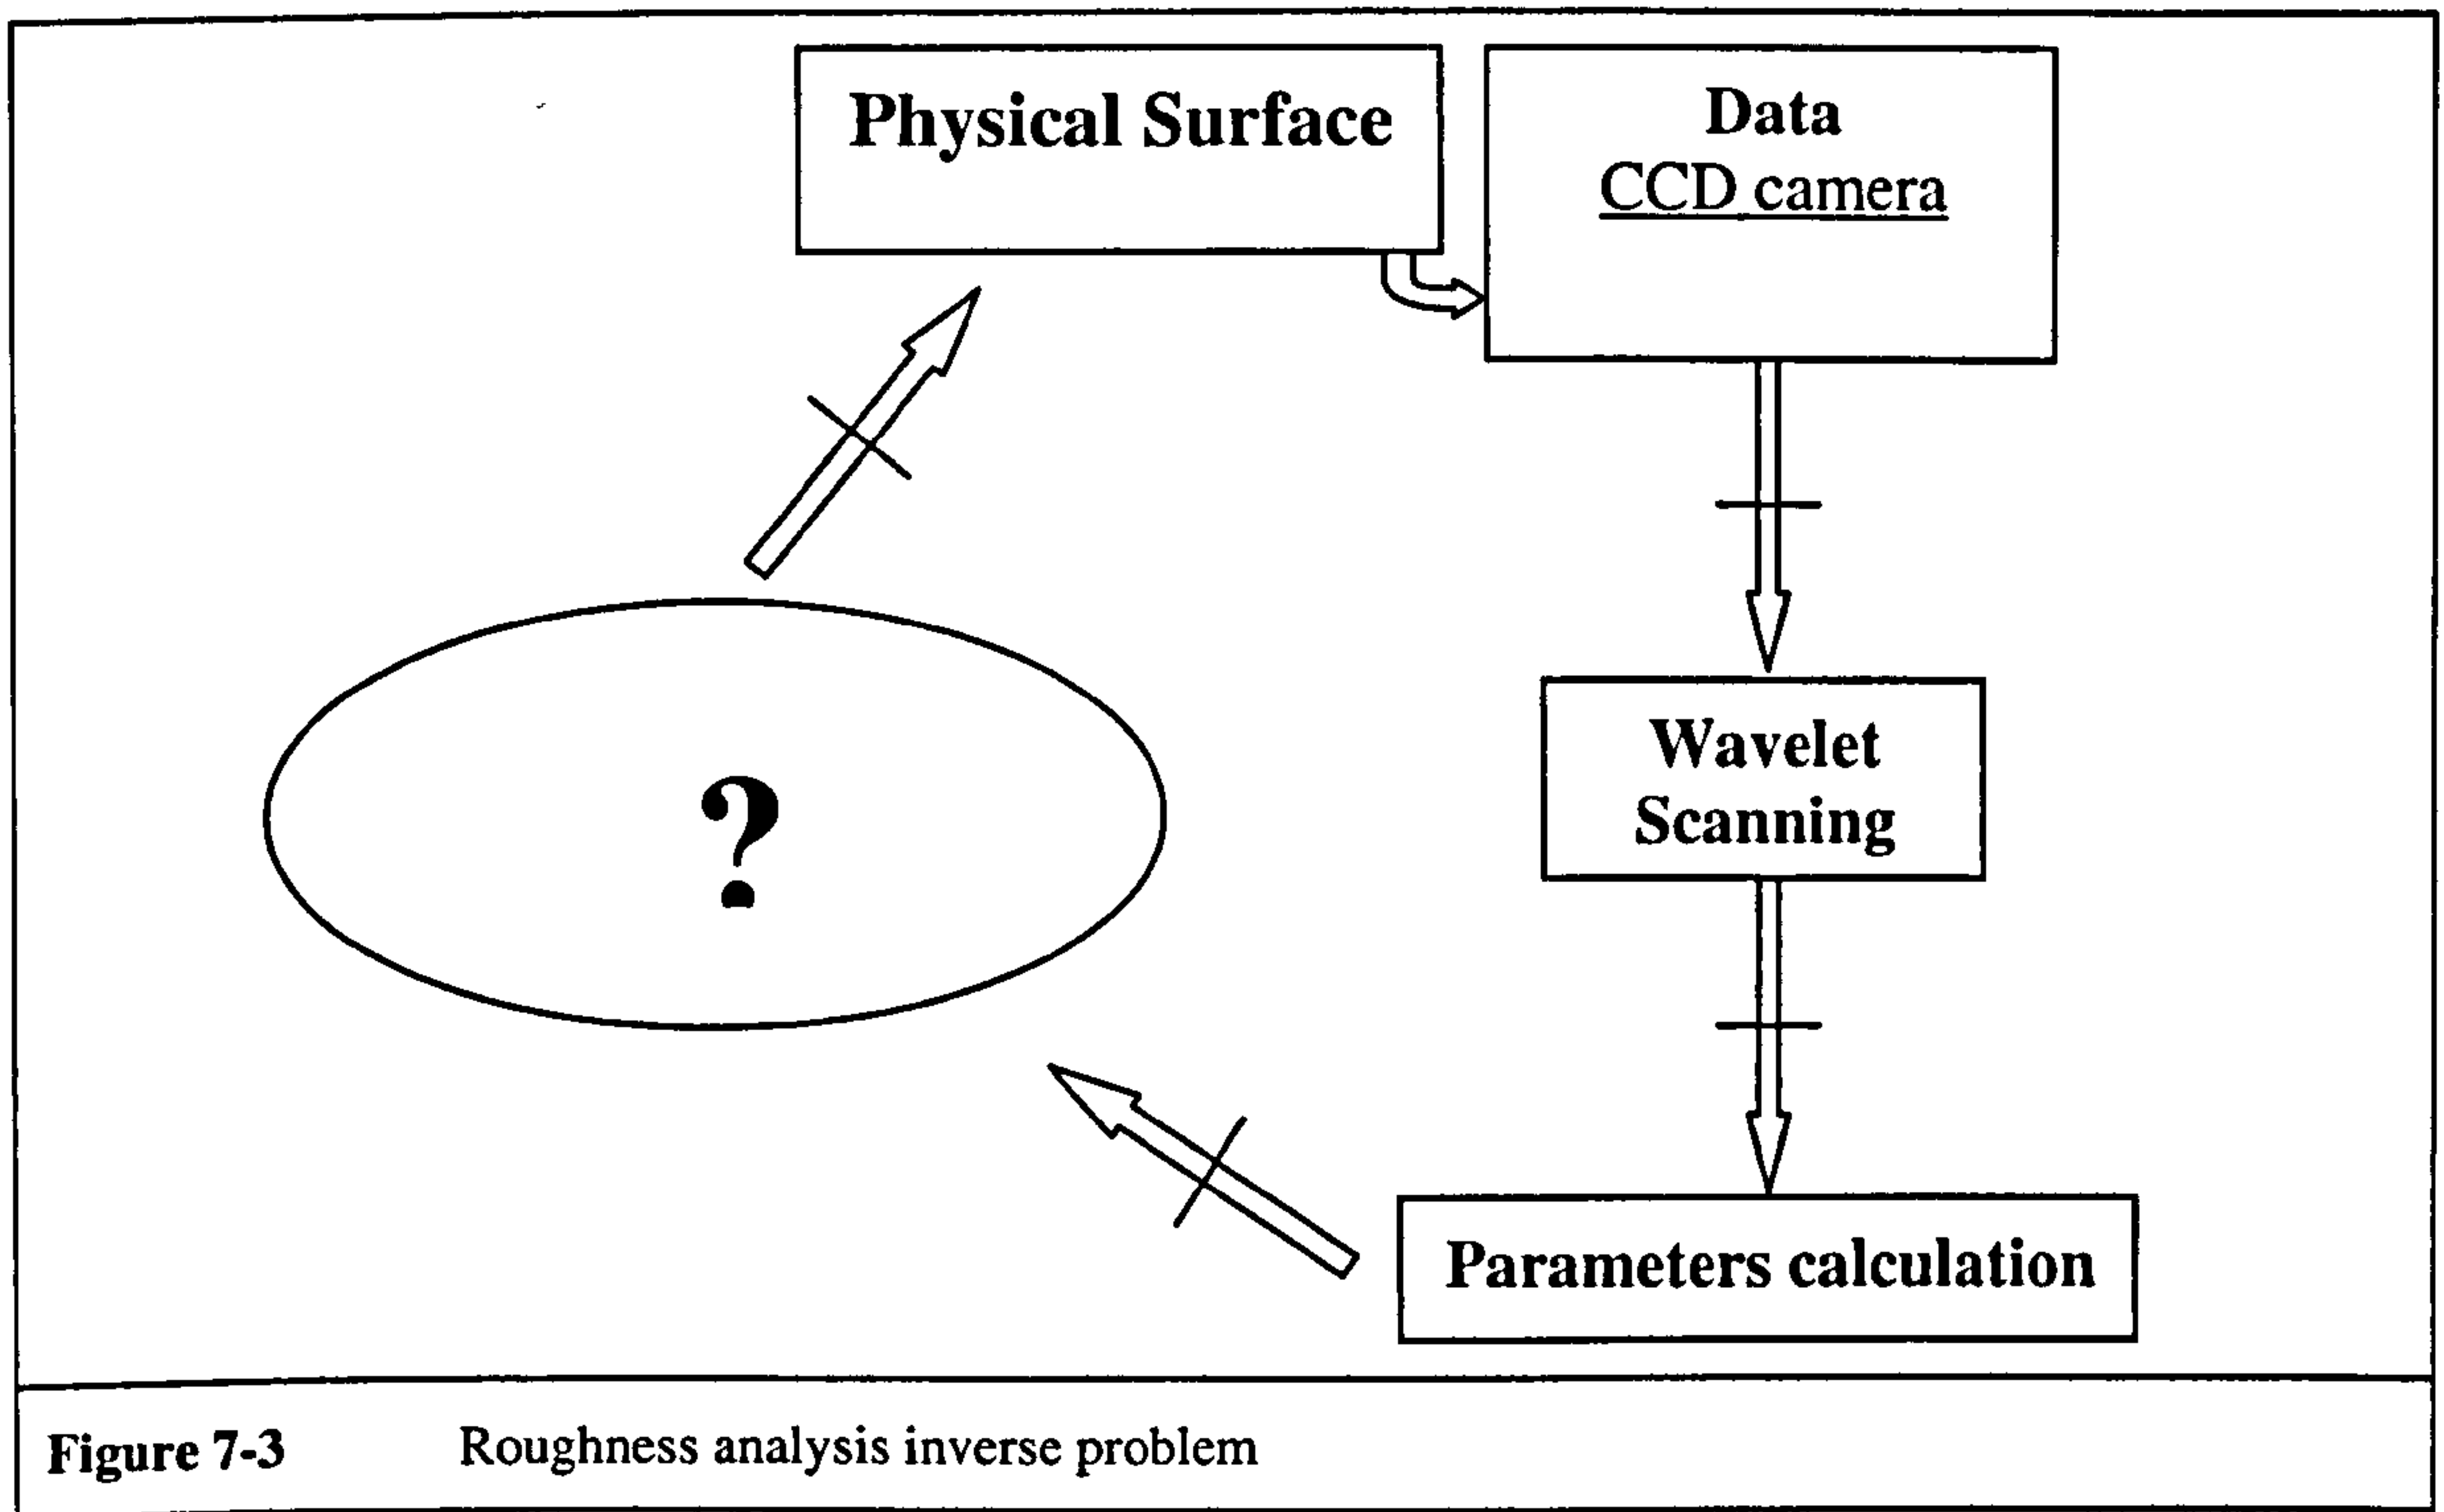 Physical Surface
Data
CCD camera
Wavelet
Scanning
?
Parameters calculation
Figure 7-3 Roughness analysis inverse problem